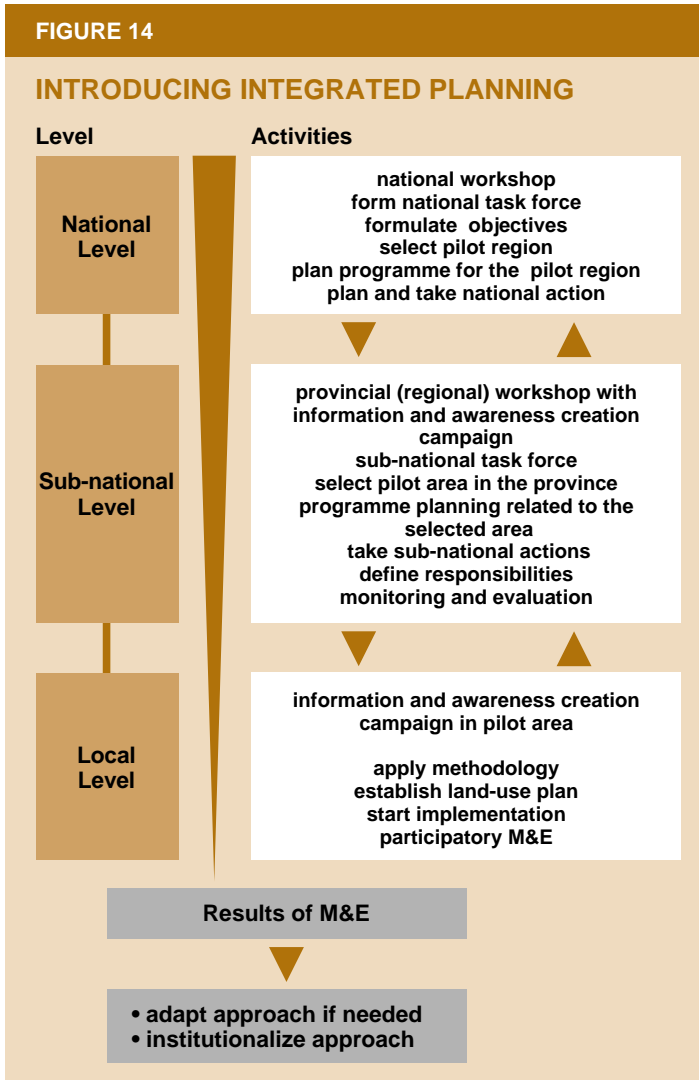 FIGURE 14
INTRODUCING INTEGRATED PLANNING
Level
Activities
National
Level
national workshop
form national task force
formulate objectives
select pilot region
plan programme for the pilot region
plan and take national action
Sub-national
Level
provincial (regional) workshop with
information and awareness creation
campaign
sub-national task force
select pilot area in the province
programme planning related to the
selected area
take sub-national actions
define responsibilities
monitoring and evaluation
Local
Level
information and awareness creation
campaign in pilot area
apply methodology
establish land-use plan
start implementation
participatory M&E
Results of M&E
• adapt approach if needed
• institutionalize approach